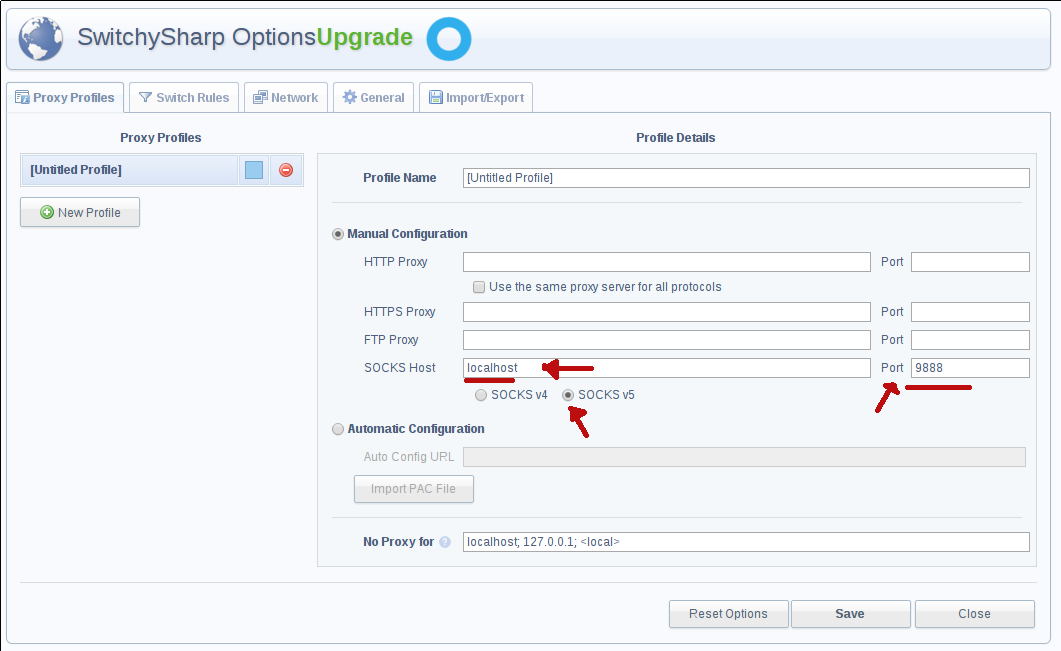 SwitchySharp OptionsUpgrade
Proxy Profiles
Switch Rules
Network
General
Import/Export
Proxy Profiles
[Untitled Profile]
New Profile
Profile Details
Profile Name [Untitled Profile]
Manual Configuration
HTTP Proxy Port
Use the same proxy server for all protocols
HTTPS Proxy Port
FTP Proxy Port
SOCKS Host localhost Port 9888
SOCKS v4 SOCKS v5
Automatic Configuration
Auto Config URL
Import PAC File
No Proxy for ? localhost; 127.0.0.1; <local>
Reset Options Save Close